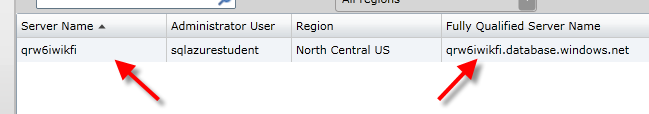 All regions
Server Name Administrator User Region Fully Qualified Server Name
qrw6iwikfi sqlazurestudent North Central US qrw6iwikfi.database.windows.net